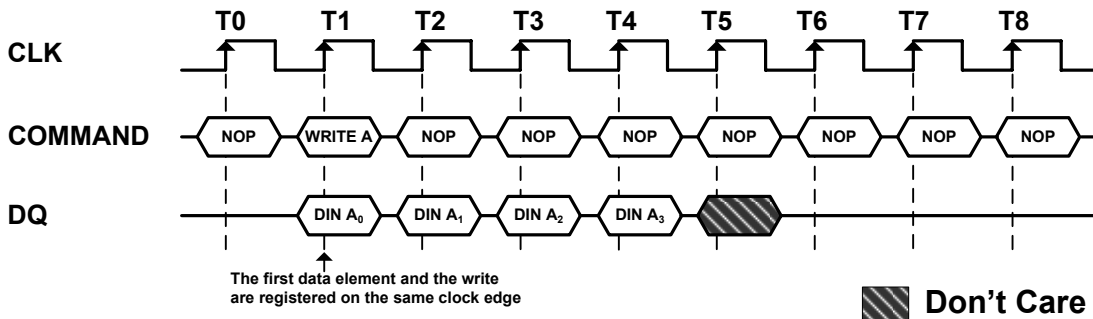 T0 T1 T2 T3 T4 T5 T6 T7 T8
CLK
COMMAND NOP WRITE A NOP NOP NOP NOP NOP NOP NOP
DQ DIN A0 DIN A1 DIN A2 DIN A3
The first data element and the write
are registered on the same clock edge
Don't Care